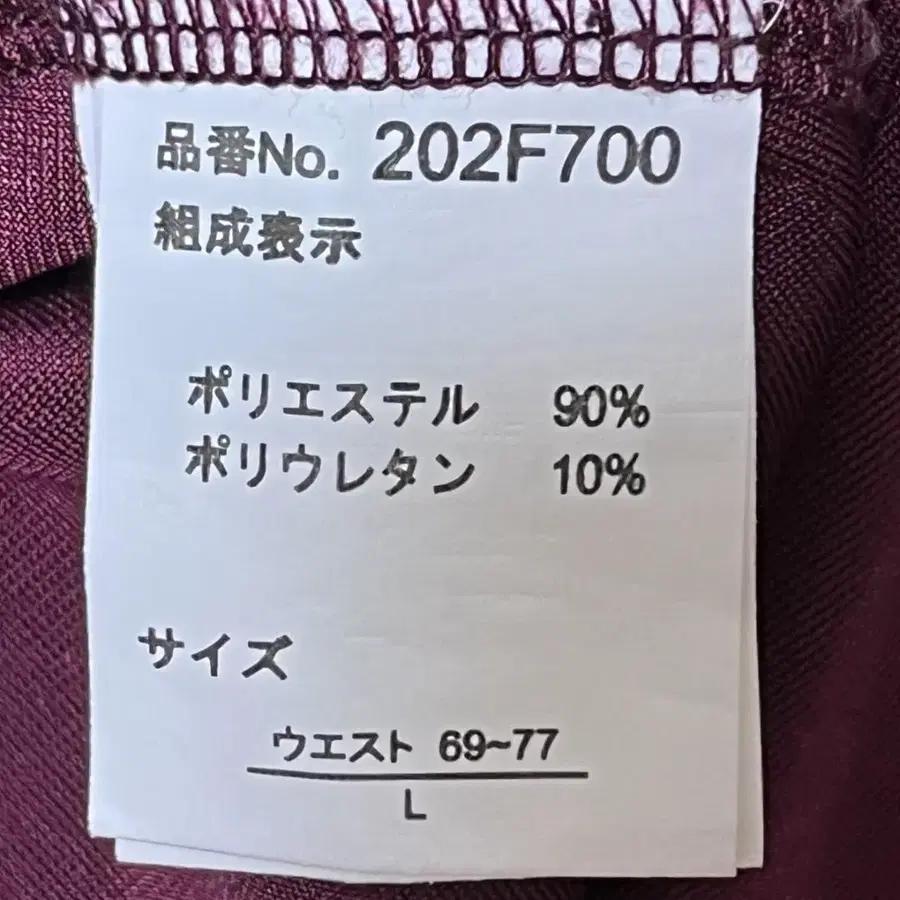 品番No. 202F700
組成表示
ポリエステル 90%
ポリウレタン 10%
サイズ
ウエスト 69~77
L